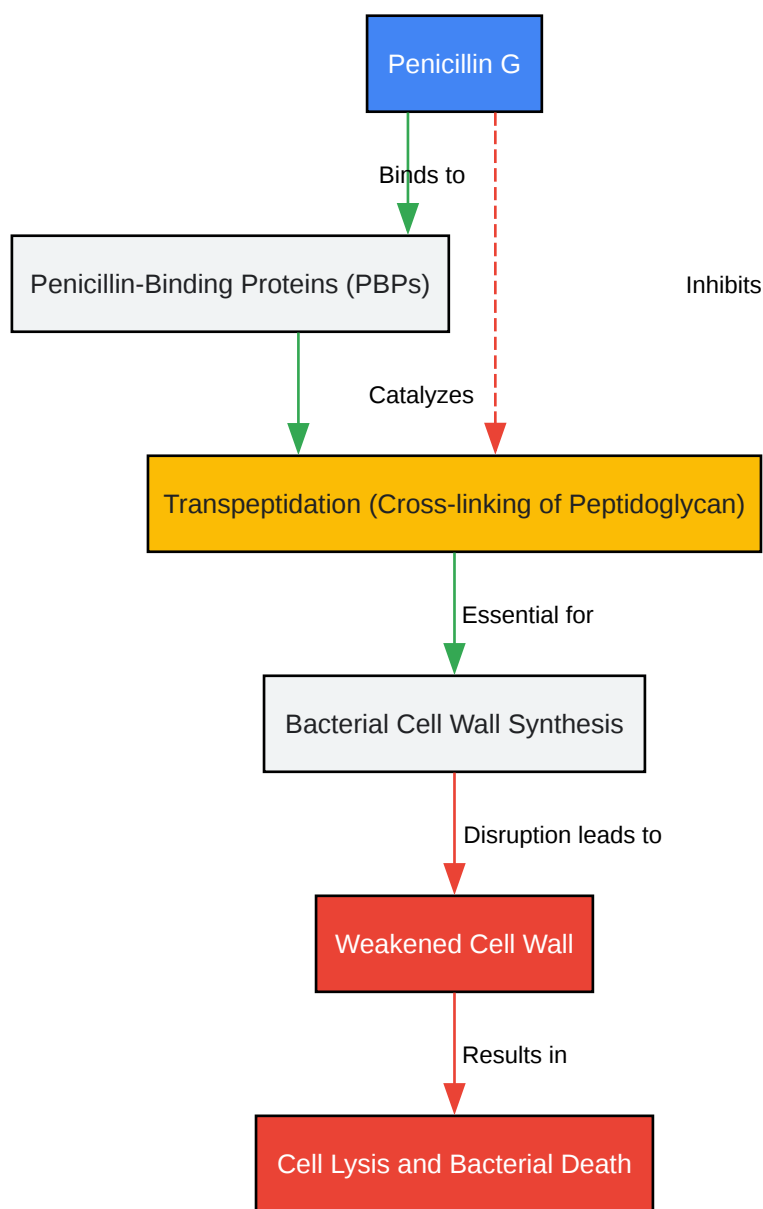 Penicillin G
Binds to
Penicillin-Binding Proteins (PBPs)
Inhibits
Catalyzes
Transpeptidation (Cross-linking of Peptidoglycan)
Essential for
Bacterial Cell Wall Synthesis
Disruption leads to
Weakened Cell Wall
Results in
Cell Lysis and Bacterial Death